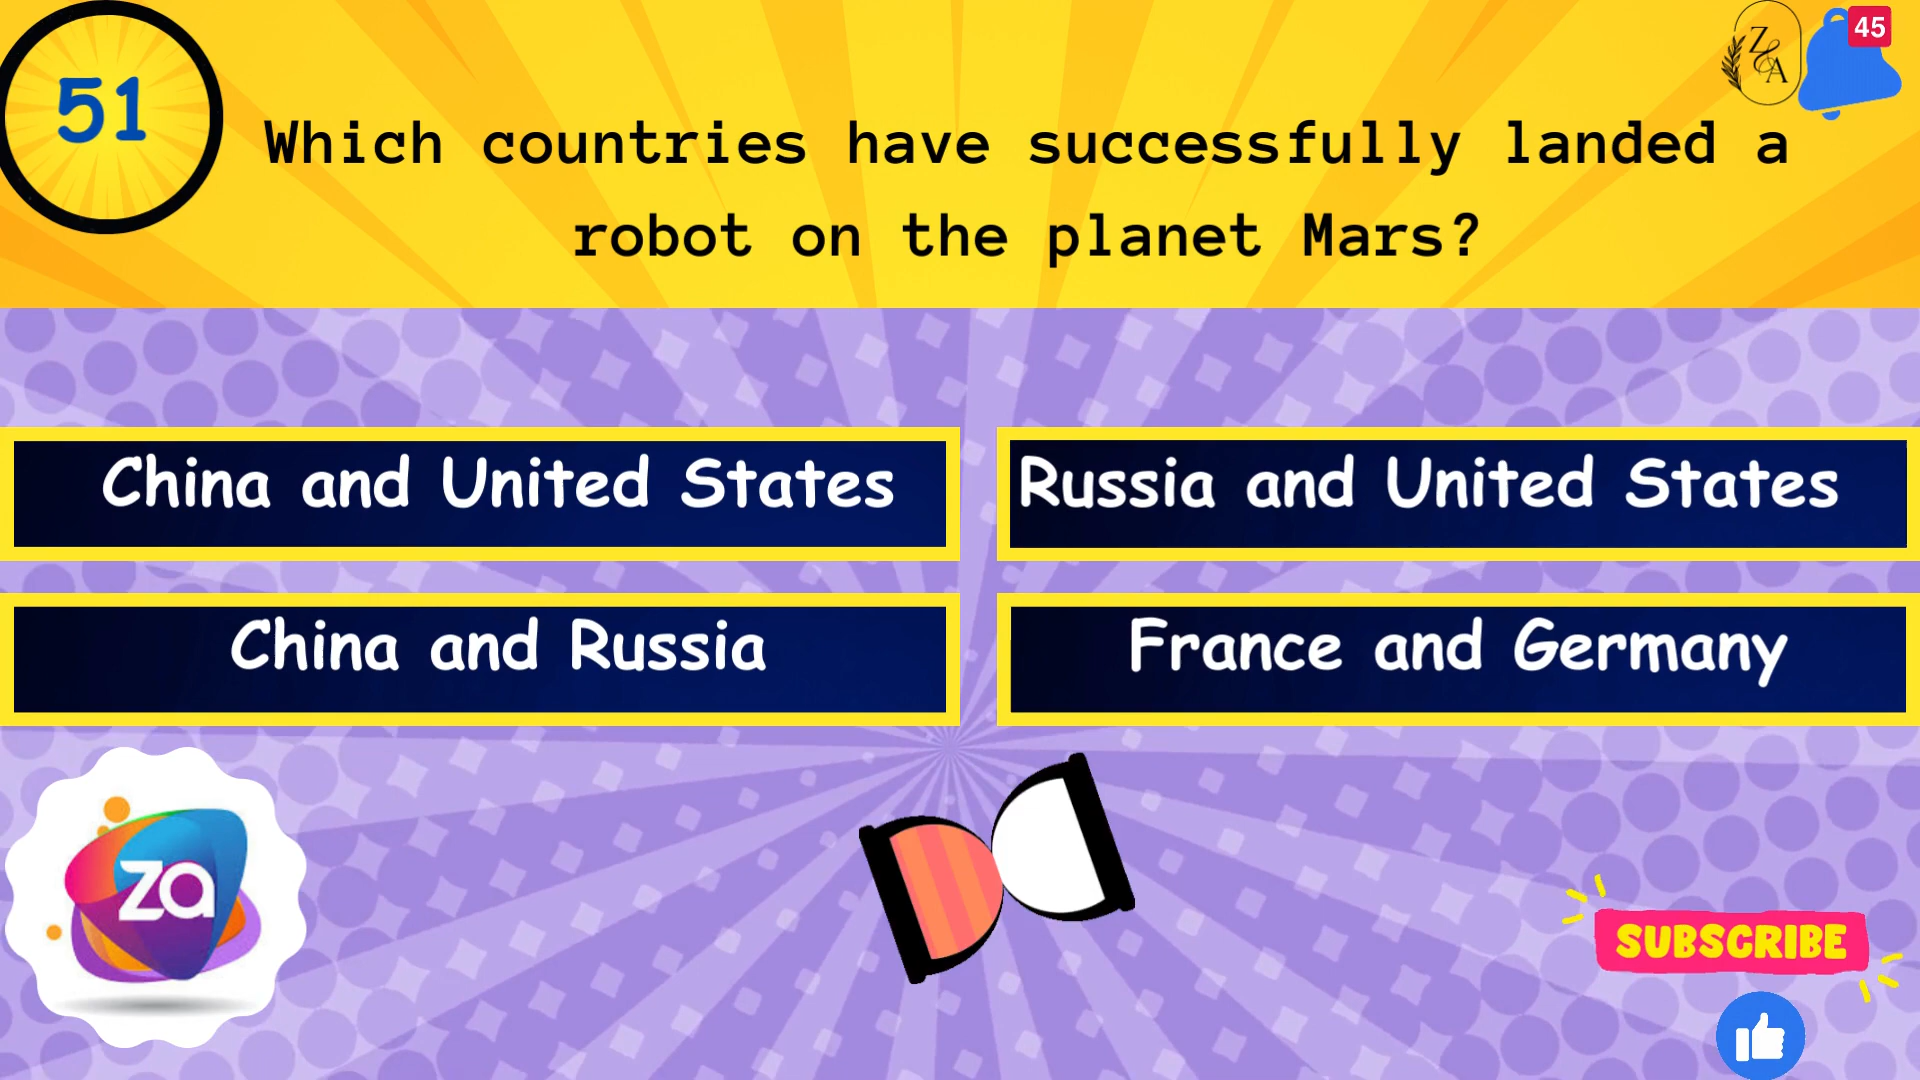 51
Z&A
45
Which countries have successfully landed a
robot on the planet Mars?
China and United States
Russia and United States
China and Russia
France and Germany
za
SUBSCRIBE